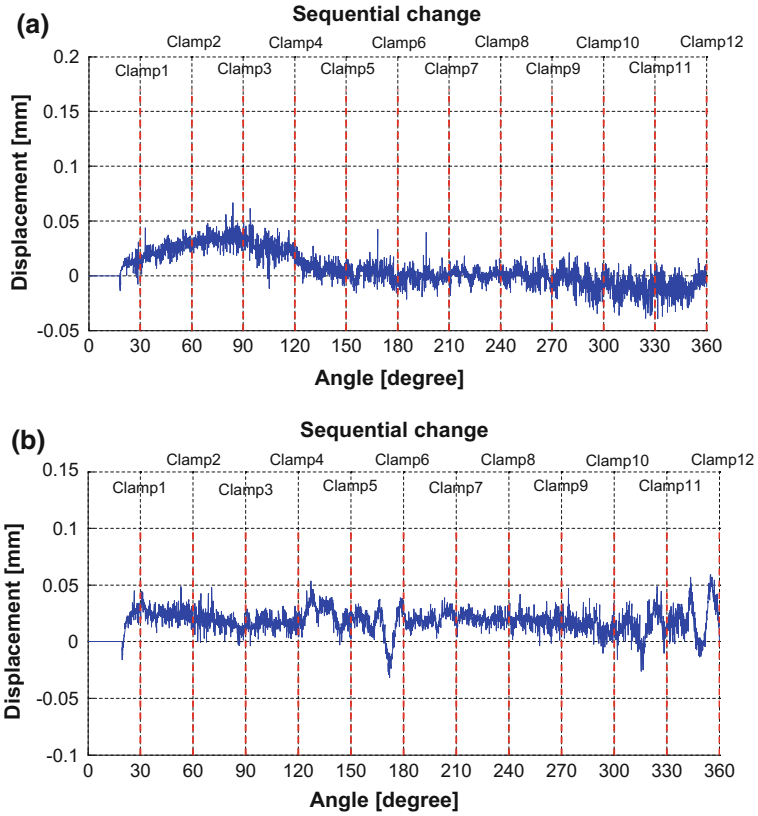 (a)
Sequential change
Clamp2 Clamp4 Clamp6 Clamp8 Clamp10 Clamp12
Clamp1 Clamp3 Clamp5 Clamp7 Clamp9 Clamp11
0.2
0.15
0.1
0.05
0
-0.05
Displacement [mm]
0 30 60 90 120 150 180 210 240 270 300 330 360
Angle [degree]
(b)
Sequential change
Clamp2 Clamp4 Clamp6 Clamp8 Clamp10 Clamp12
Clamp1 Clamp3 Clamp5 Clamp7 Clamp9 Clamp11
0.15
0.1
0.05
0
-0.05
-0.1
Displacement [mm]
0 30 60 90 120 150 180 210 240 270 300 330 360
Angle [degree]